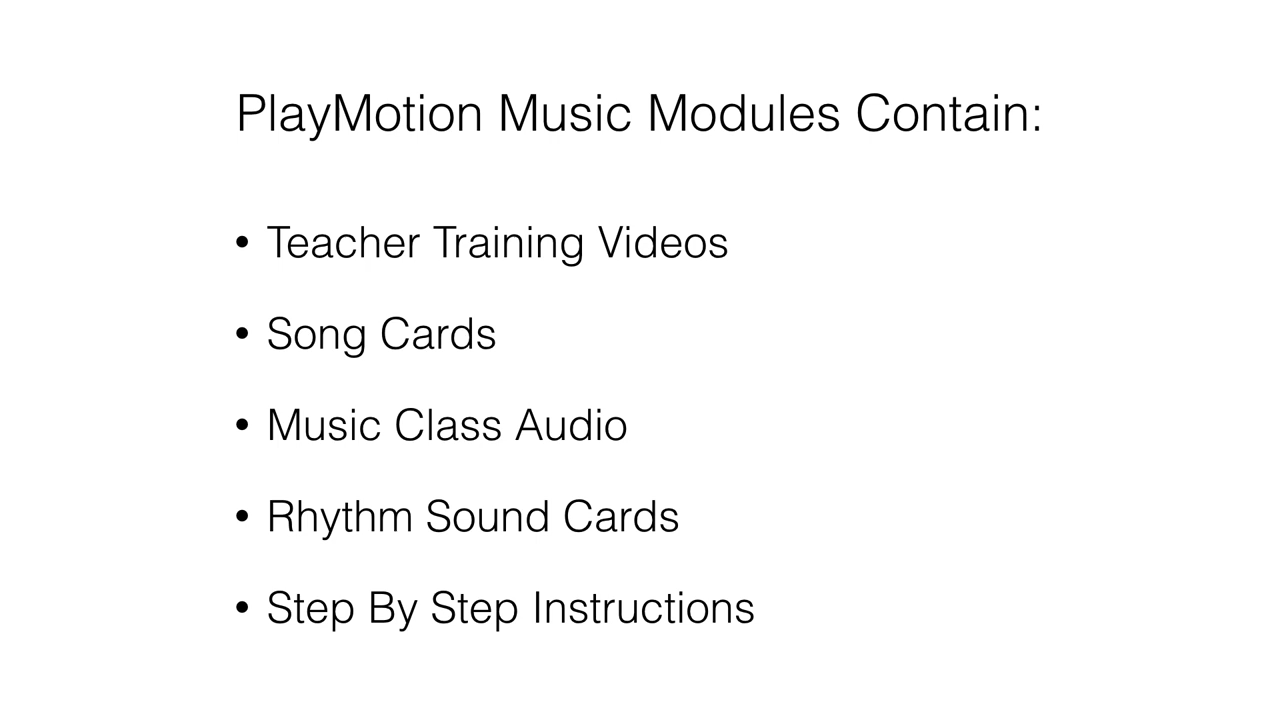 PlayMotion Music Modules Contain:
• Teacher Training Videos
• Song Cards
• Music Class Audio
• Rhythm Sound Cards
• Step By Step Instructions